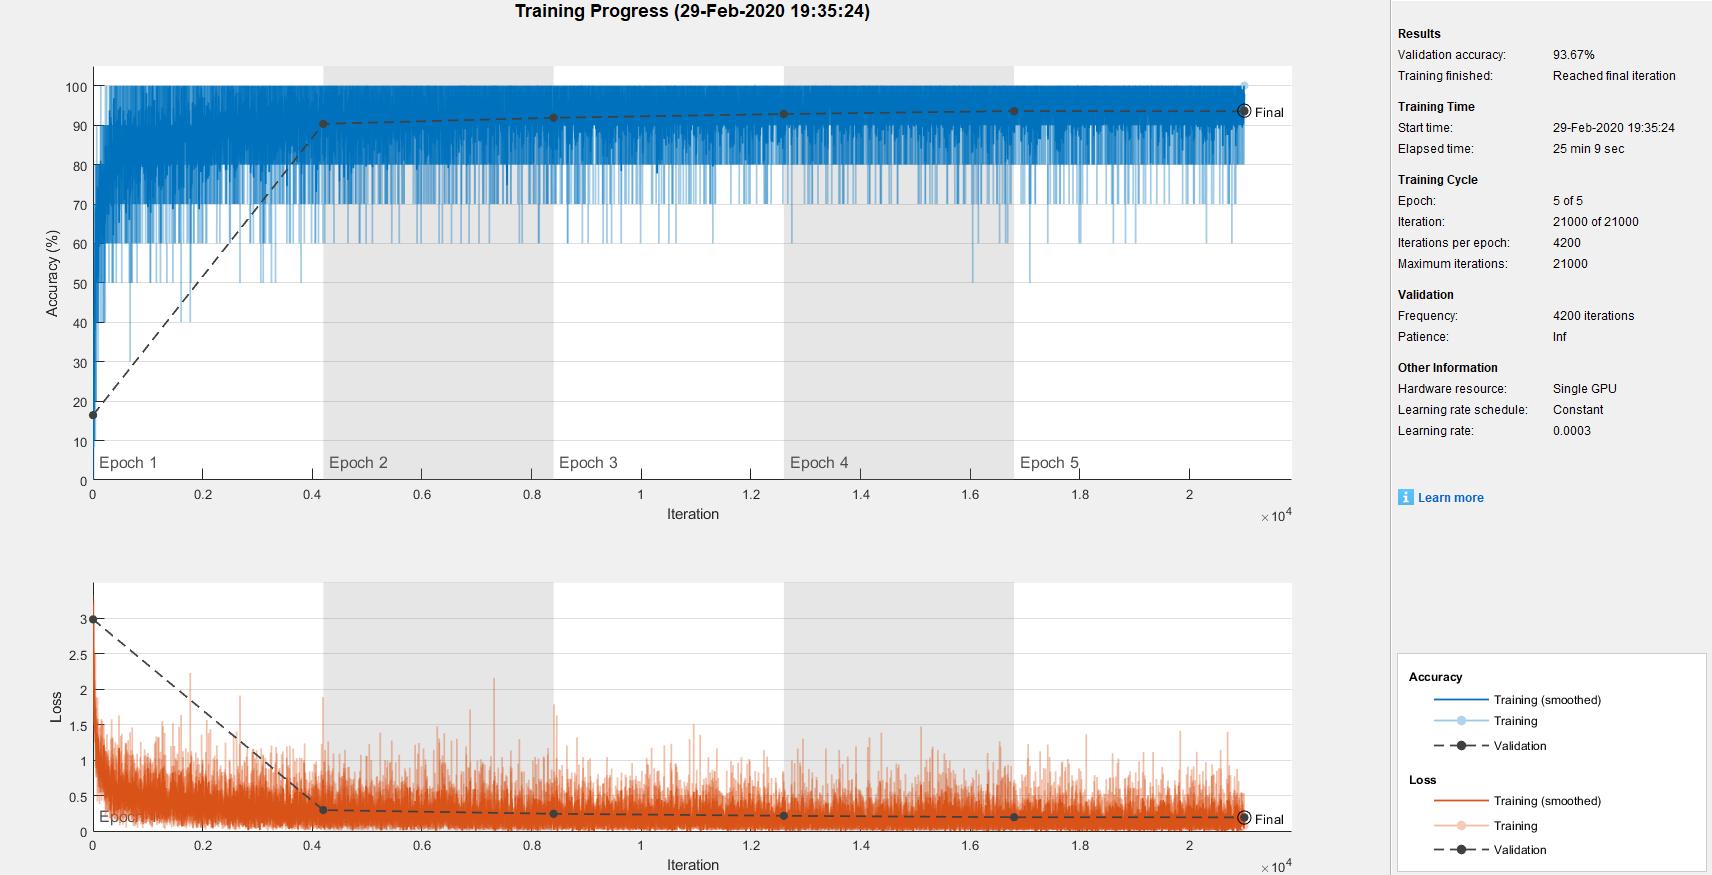 Training Progress (29-Feb-2020 19:35:24)
100
90
80
70
60
50
40
30
20
10
0
Accuracy (%)
Final
Epoch 1
Epoch 2
Epoch 3
Epoch 4
Epoch 5
0
0.2
0.4
0.6
0.8
1
1.2
1.4
1.6
1.8
2
Iteration
×10^4
3
2.5
2
1.5
1
0.5
0
Loss
Final
0
0.2
0.4
0.6
0.8
1
1.2
1.4
1.6
1.8
2
Iteration
×10^4
Results
Validation accuracy: 93.67%
Training finished: Reached final iteration
Training Time
Start time: 29-Feb-2020 19:35:24
Elapsed time: 25 min 9 sec
Training Cycle
Epoch: 5 of 5
Iteration: 21000 of 21000
Iterations per epoch: 4200
Maximum iterations: 21000
Validation
Frequency: 4200 iterations
Patience: Inf
Other Information
Hardware resource: Single GPU
Learning rate schedule: Constant
Learning rate: 0.0003
i Learn more
Accuracy
Training (smoothed)
Training
Validation
Loss
Training (smoothed)
Training
Validation